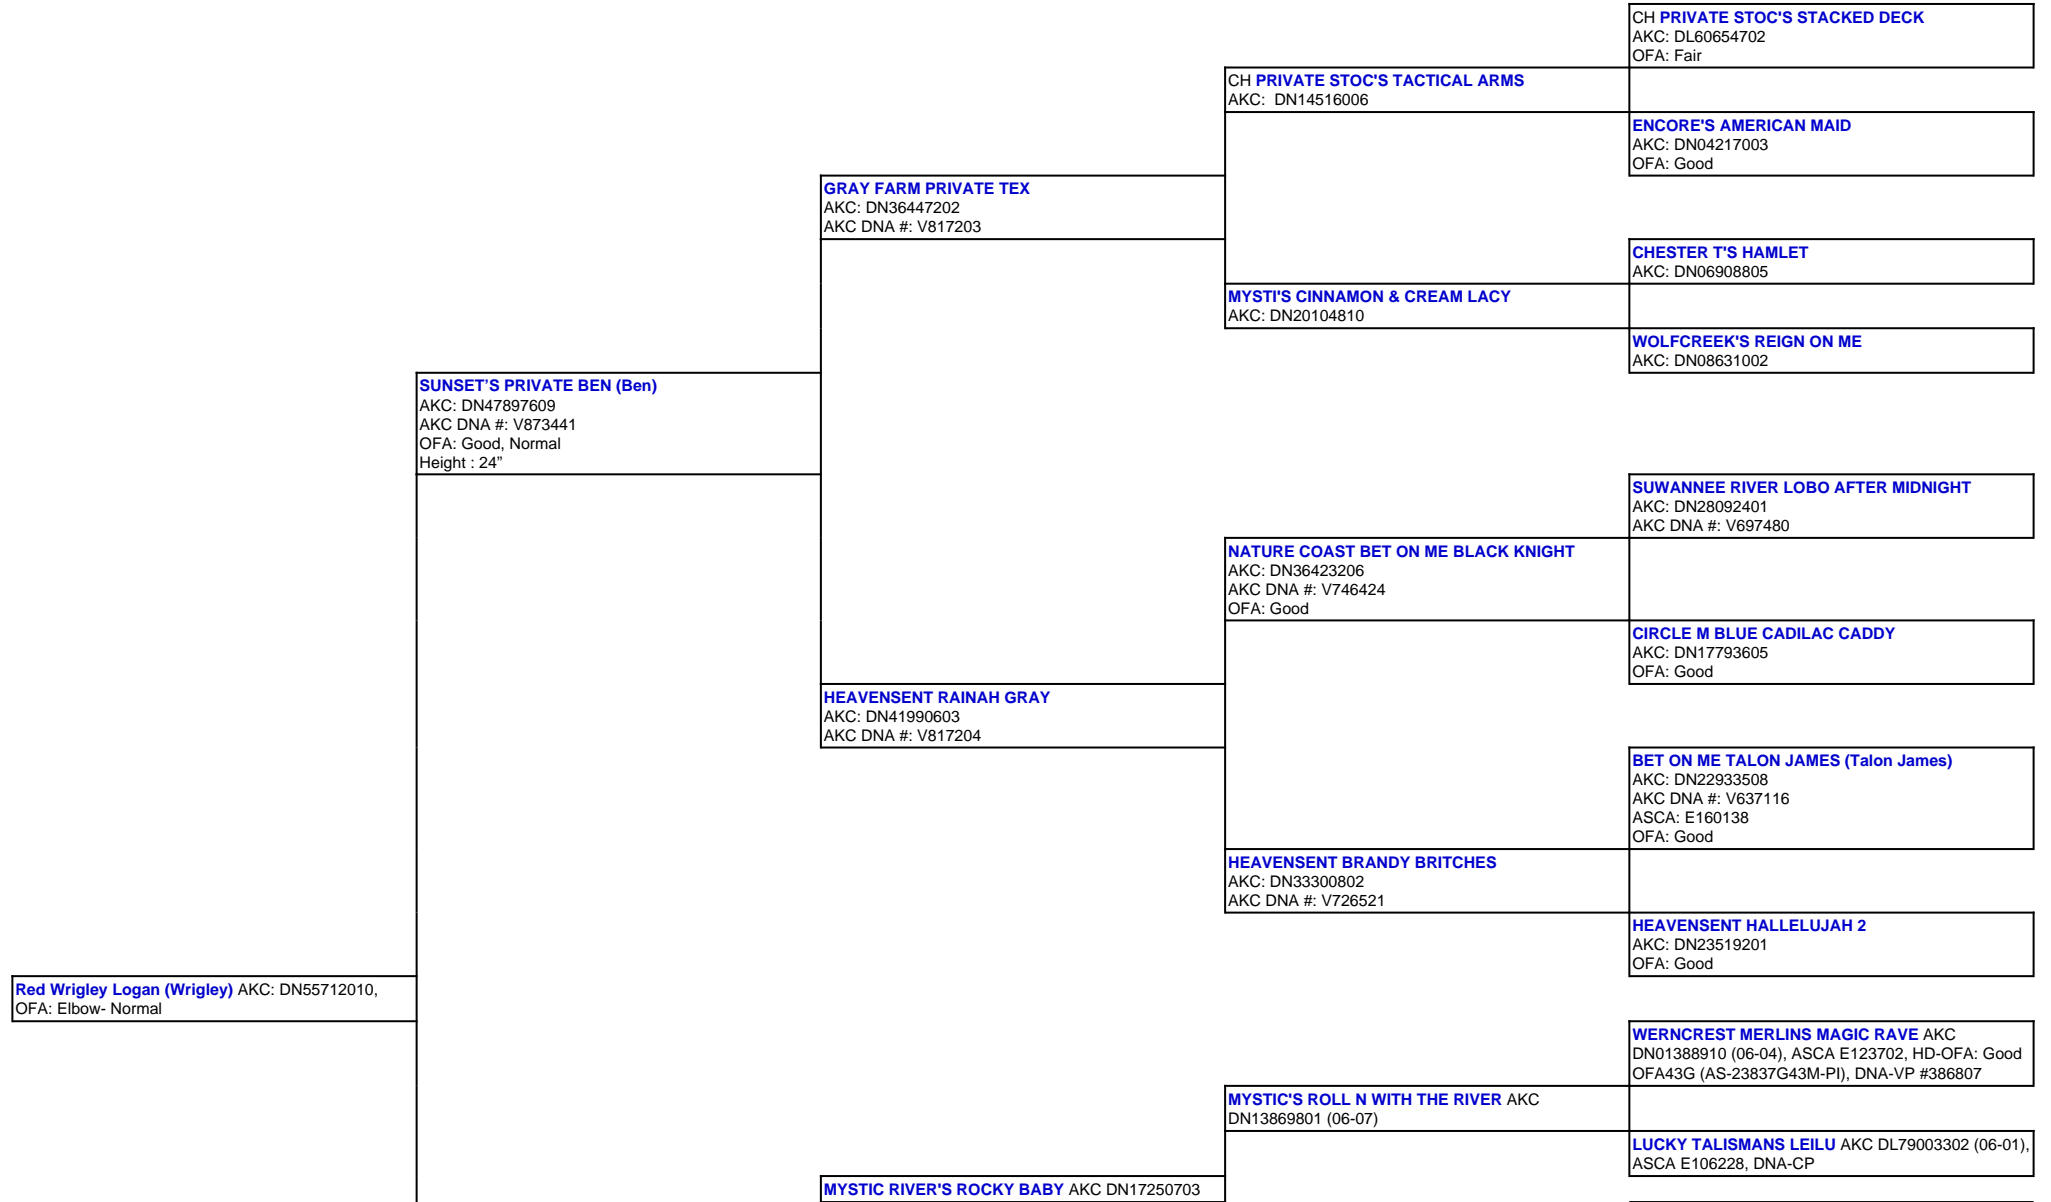 CH PRIVATE STOC'S STACKED DECK
AKC: DL60654702
OFA: Fair
CH PRIVATE STOC'S TACTICAL ARMS
AKC:  DN14516006
ENCORE'S AMERICAN MAID
AKC: DN04217003
OFA: Good
GRAY FARM PRIVATE TEX
AKC: DN36447202
AKC DNA #: V817203
CHESTER T'S HAMLET
AKC: DN06908805
MYSTI'S CINNAMON & CREAM LACY
AKC: DN20104810
WOLFCREEK'S REIGN ON ME
AKC: DN08631002
SUNSET’S PRIVATE BEN (Ben)
AKC: DN47897609
AKC DNA #: V873441
OFA: Good, Normal
Height : 24”
SUWANNEE RIVER LOBO AFTER MIDNIGHT
AKC: DN28092401
AKC DNA #: V697480
NATURE COAST BET ON ME BLACK KNIGHT
AKC: DN36423206
AKC DNA #: V746424
OFA: Good
CIRCLE M BLUE CADILAC CADDY
AKC: DN17793605
OFA: Good
HEAVENSENT RAINAH GRAY
AKC: DN41990603
AKC DNA #: V817204
BET ON ME TALON JAMES (Talon James)
AKC: DN22933508
AKC DNA #: V637116
ASCA: E160138
OFA: Good
HEAVENSENT BRANDY BRITCHES
AKC: DN33300802
AKC DNA #: V726521
HEAVENSENT HALLELUJAH 2
AKC: DN23519201
OFA: Good
Red Wrigley Logan (Wrigley) AKC: DN55712010,
OFA: Elbow- Normal
WERNCREST MERLINS MAGIC RAVE AKC
DN01388910 (06-04), ASCA E123702, HD-OFA: Good
OFA43G (AS-23837G43M-PI), DNA-VP #386807
MYSTIC'S ROLL N WITH THE RIVER AKC
DN13869801 (06-07)
LUCKY TALISMANS LEILU AKC DL79003302 (06-01),
ASCA E106228, DNA-CP
MYSTIC RIVER'S ROCKY BABY AKC DN17250703